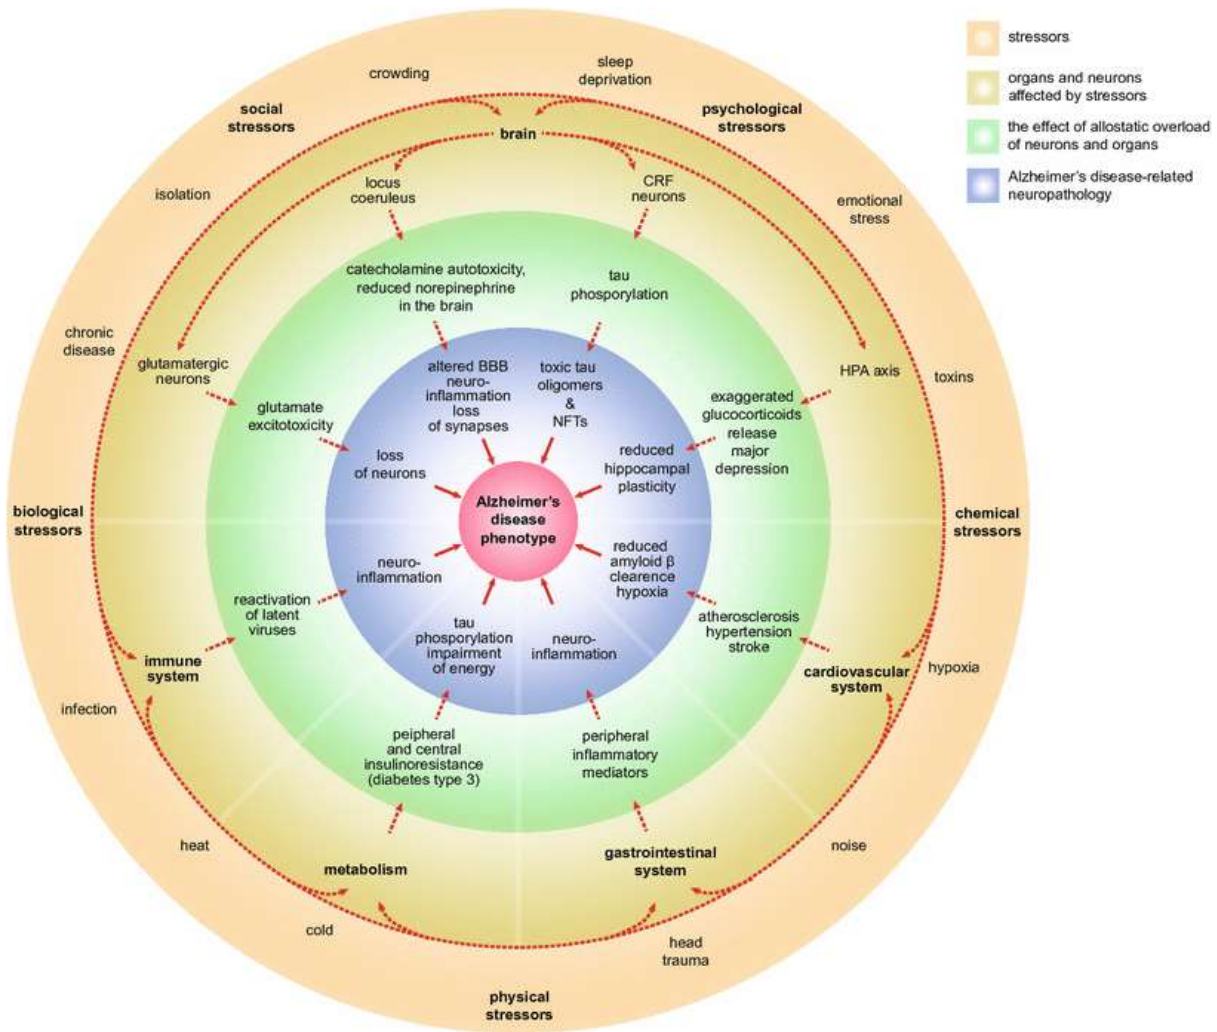 stressors
organs and neurons
affected by stressors
the effect of allostatic overload
of neurons and organs
Alzheimer's disease-related
neuropathology
crowding
sleep
deprivation
social
stressors
psychological
stressors
brain
isolation
locus
coeruleus
CRF
neurons
emotional
stress
catecholamine autotoxicity,
reduced norepinephrine
in the brain
tau
phosporylation
chronic
disease
glutamatergic
neurons
altered BBB
neuro-
inflammation
loss
of synapses
toxic tau
oligomers
&
NFTs
HPA axis
toxins
glutamate
excitotoxicity
exaggerated
glucocorticoids
release
major
depression
loss
of neurons
reduced
hippocampal
plasticity
biological
stressors
Alzheimer's
disease
phenotype
chemical
stressors
neuro-
inflammation
reduced
amyloid β
clearence
hypoxia
reactivation
of latent
viruses
tau
phosporylation
impairment
of energy
neuro-
inflammation
atherosclerosis
hypertension
stroke
immune
system
cardiovascular
system
hypoxia
infection
peipheral
and central
insulinoresistance
(diabetes type 3)
peripheral
inflammatory
mediators
heat
metabolism
gastrointestinal
system
noise
cold
head
trauma
physical
stressors